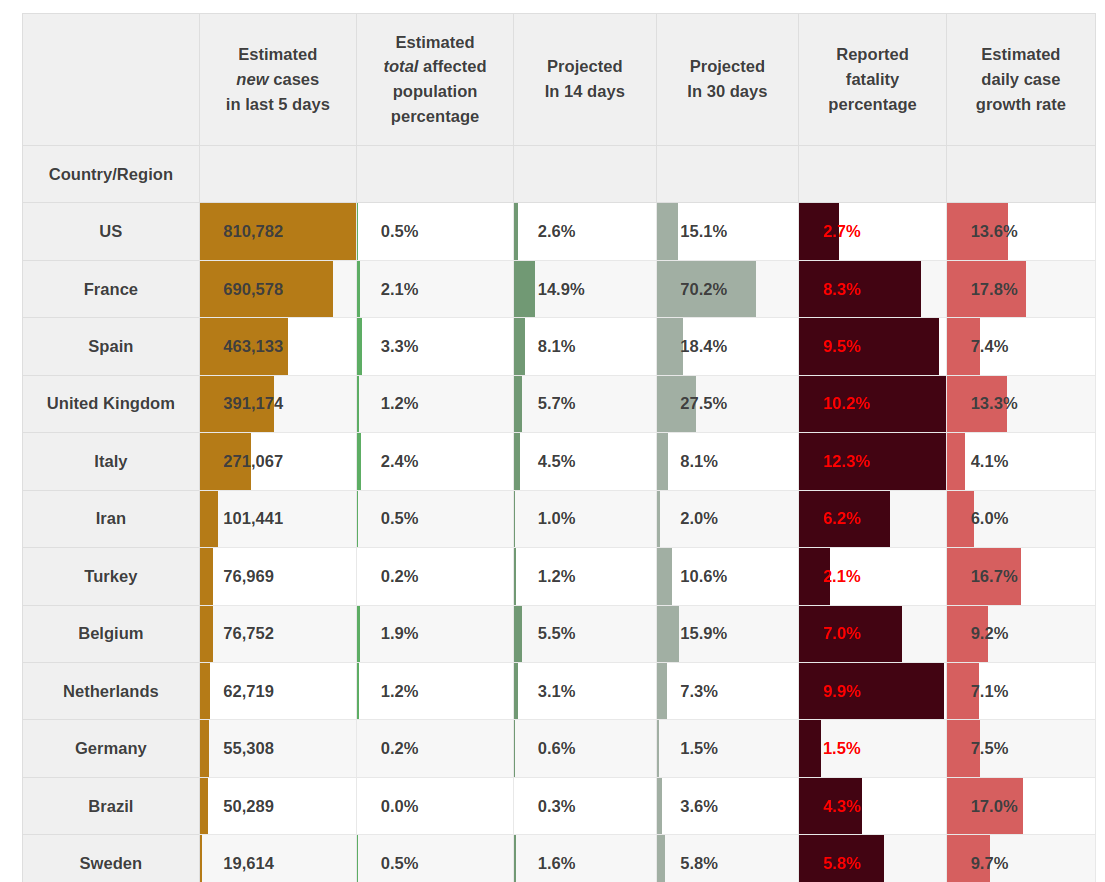 Estimated new cases in last 5 days | Estimated total affected population percentage | Projected In 14 days | Projected In 30 days | Reported fatality percentage | Estimated daily case growth rate
Country/Region
US 810,782 0.5% 2.6% 15.1% 2.7% 13.6%
France 690,578 2.1% 14.9% 70.2% 8.3% 17.8%
Spain 463,133 3.3% 8.1% 18.4% 9.5% 7.4%
United Kingdom 391,174 1.2% 5.7% 27.5% 10.2% 13.3%
Italy 271,067 2.4% 4.5% 8.1% 12.3% 4.1%
Iran 101,441 0.5% 1.0% 2.0% 6.2% 6.0%
Turkey 76,969 0.2% 1.2% 10.6% 2.1% 16.7%
Belgium 76,752 1.9% 5.5% 15.9% 7.0% 9.2%
Netherlands 62,719 1.2% 3.1% 7.3% 9.9% 7.1%
Germany 55,308 0.2% 0.6% 1.5% 1.5% 7.5%
Brazil 50,289 0.0% 0.3% 3.6% 4.3% 17.0%
Sweden 19,614 0.5% 1.6% 5.8% 5.8% 9.7%